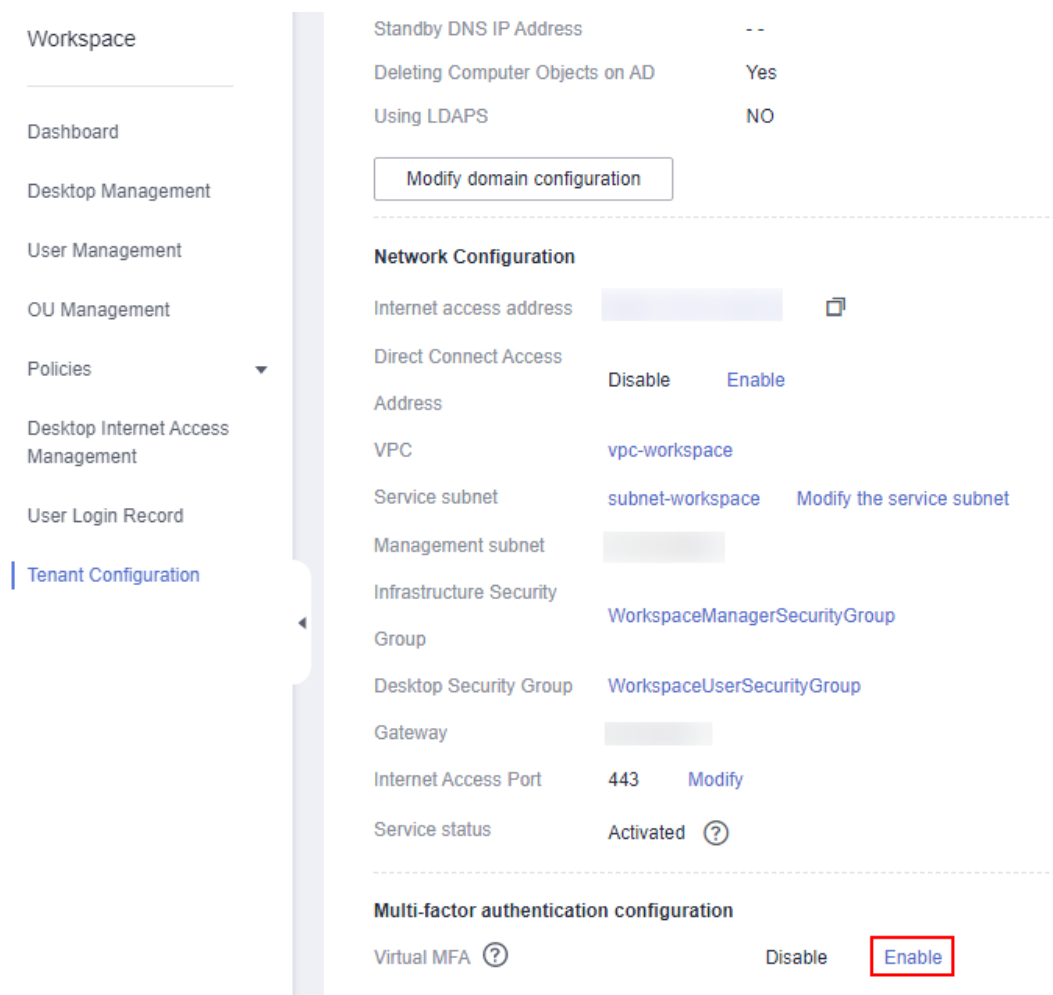 Workspace
Dashboard
Desktop Management
User Management
OU Management
Policies
Desktop Internet Access
Management
User Login Record
Tenant Configuration
Standby DNS IP Address - -
Deleting Computer Objects on AD Yes
Using LDAPS NO
Modify domain configuration
Network Configuration
Internet access address
Direct Connect Access
Address
Disable Enable
VPC vpc-workspace
Service subnet subnet-workspace Modify the service subnet
Management subnet
Infrastructure Security
Group
WorkspaceManagerSecurityGroup
Desktop Security Group WorkspaceUserSecurityGroup
Gateway
Internet Access Port 443 Modify
Service status Activated ?
Multi-factor authentication configuration
Virtual MFA ? Disable Enable